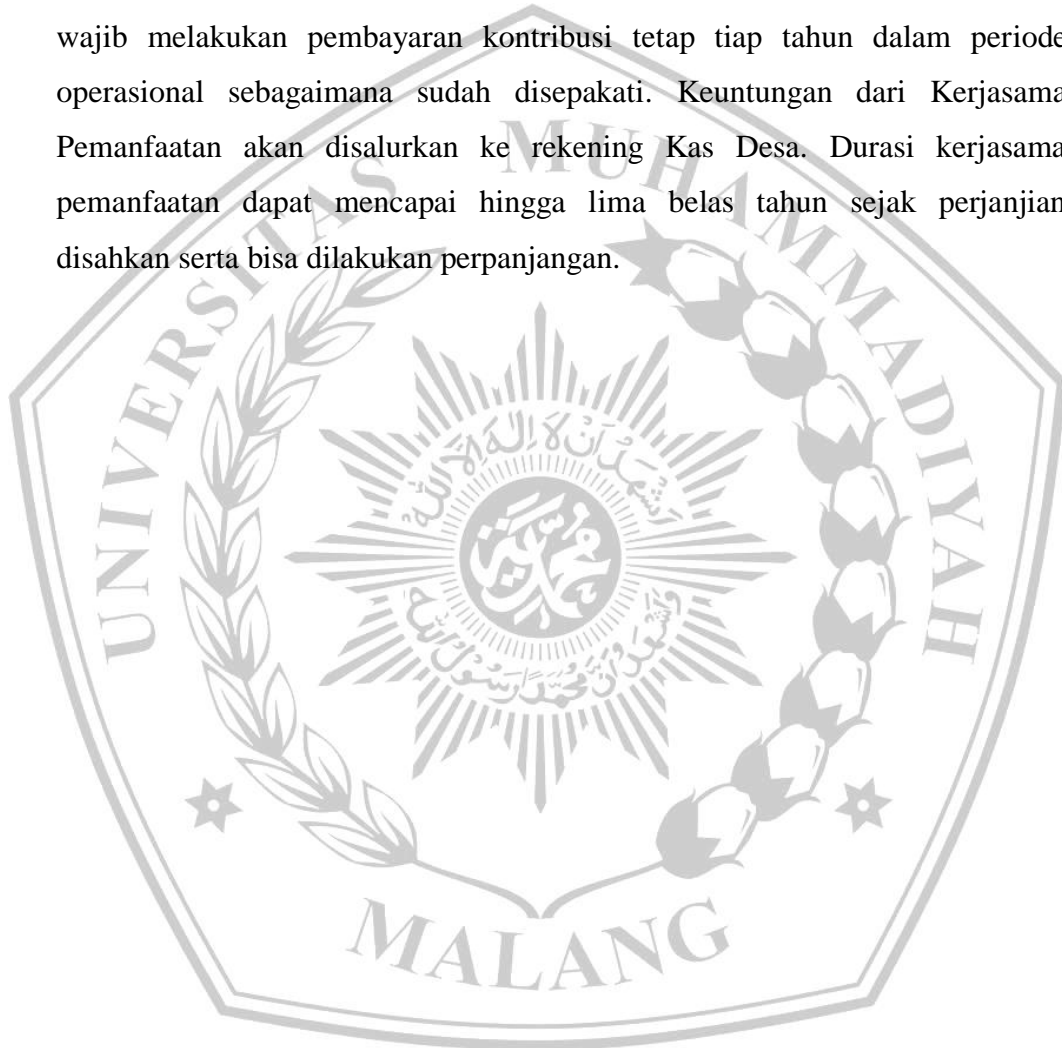 wajib melakukan pembayaran kontribusi tetap tiap tahun dalam periode
operasional sebagaimana sudah disepakati. Keuntungan dari Kerjasama
Pemanfaatan akan disalurkan ke rekening Kas Desa. Durasi kerjasama
pemanfaatan dapat mencapai hingga lima belas tahun sejak perjanjian
disahkan serta bisa dilakukan perpanjangan.
UNIVERSITAS MUHAMMADIYAH
MALANG